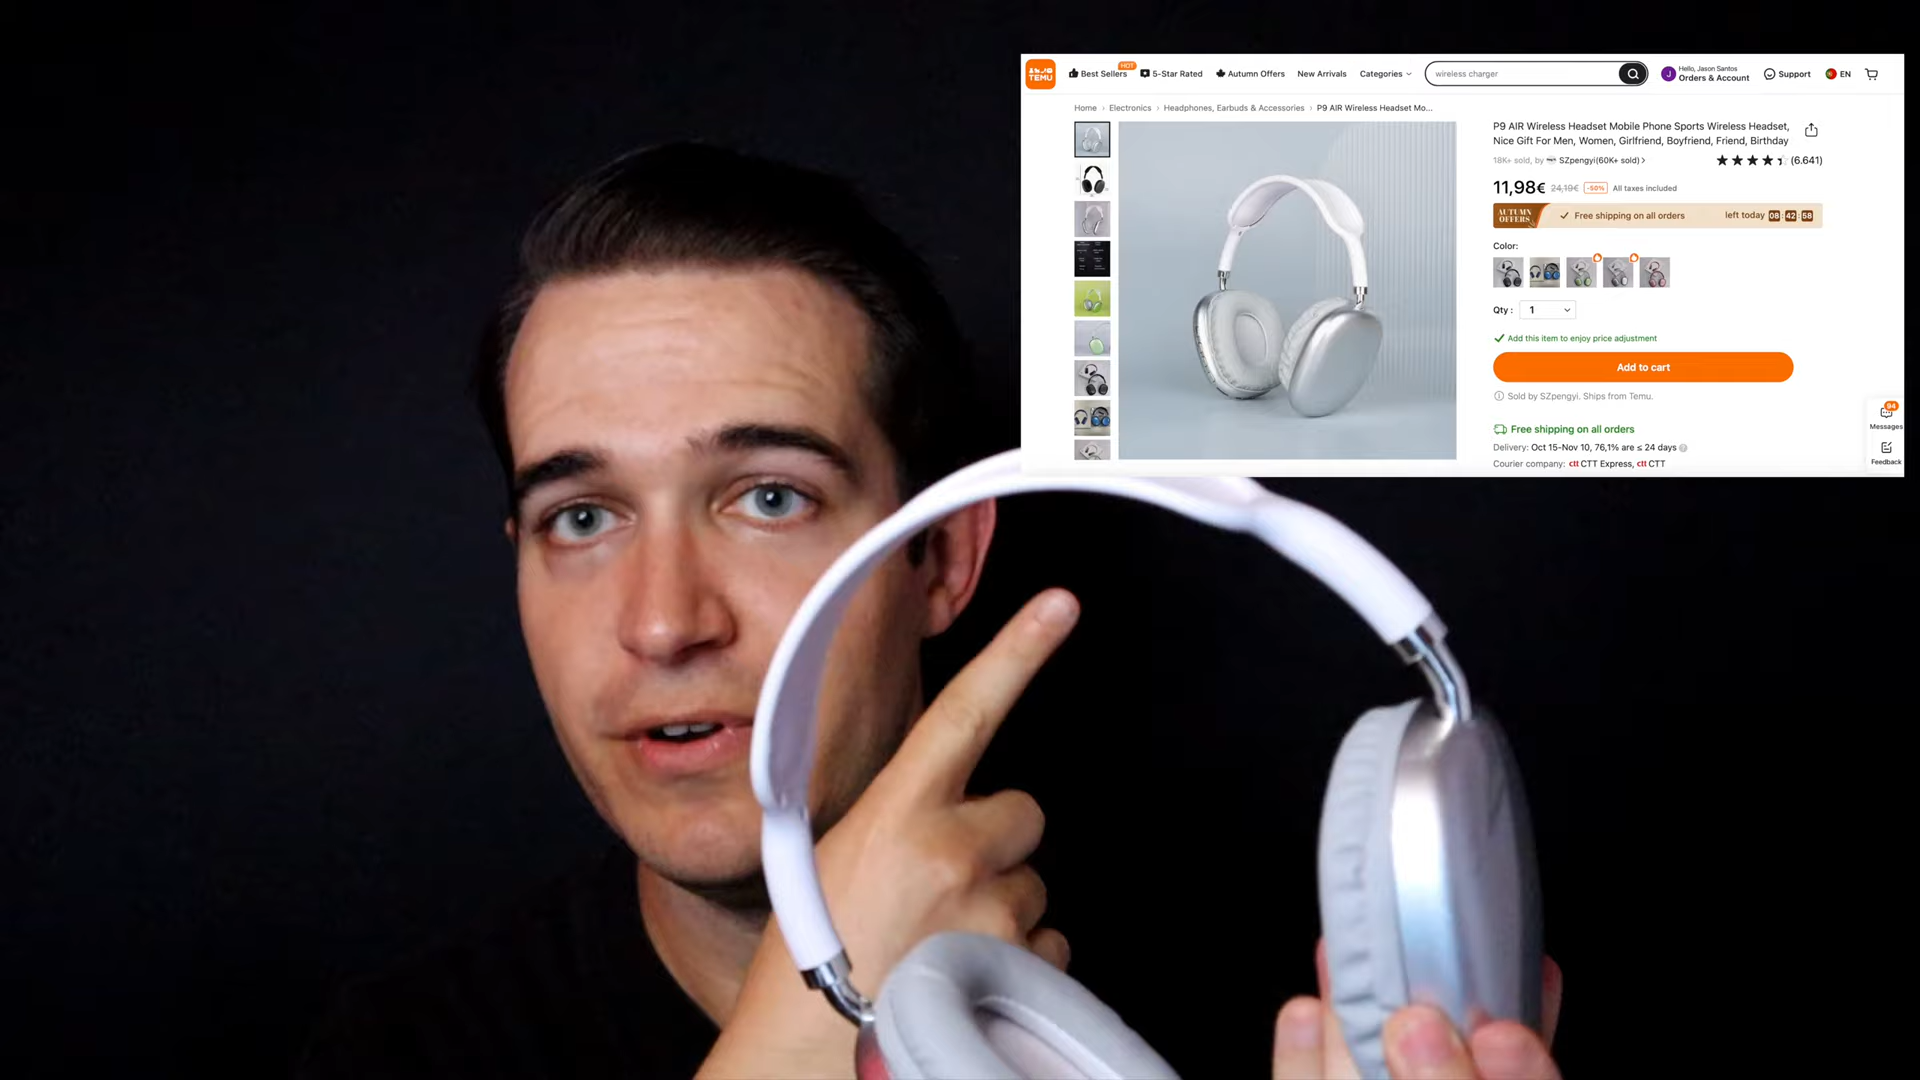 TEMU
Best Sellers
HOT
5-Star Rated
Autumn Offers
New Arrivals
Categories
wireless charger
J
Hello, Jason Santos
Orders & Account
Support
EN
Home › Electronics › Headphones, Earbuds & Accessories › P9 AIR Wireless Headset Mo...
P9 AIR Wireless Headset Mobile Phone Sports Wireless Headset,
Nice Gift For Men, Women, Girlfriend, Boyfriend, Friend, Birthday
18K+ sold, by SZpengyi(60K+ sold) ›
(6.641)
11,98€ 24,19€ -50% All taxes included
AUTUMN
OFFERS
Free shipping on all orders
left today 08 : 42 : 58
Color:
Qty : 1
Add this item to enjoy price adjustment
Add to cart
Sold by SZpengyi. Ships from Temu.
Free shipping on all orders
Delivery: Oct 15-Nov 10, 76,1% are ≤ 24 days
Courier company: ctt CTT Express, ctt CTT
94
Messages
Feedback